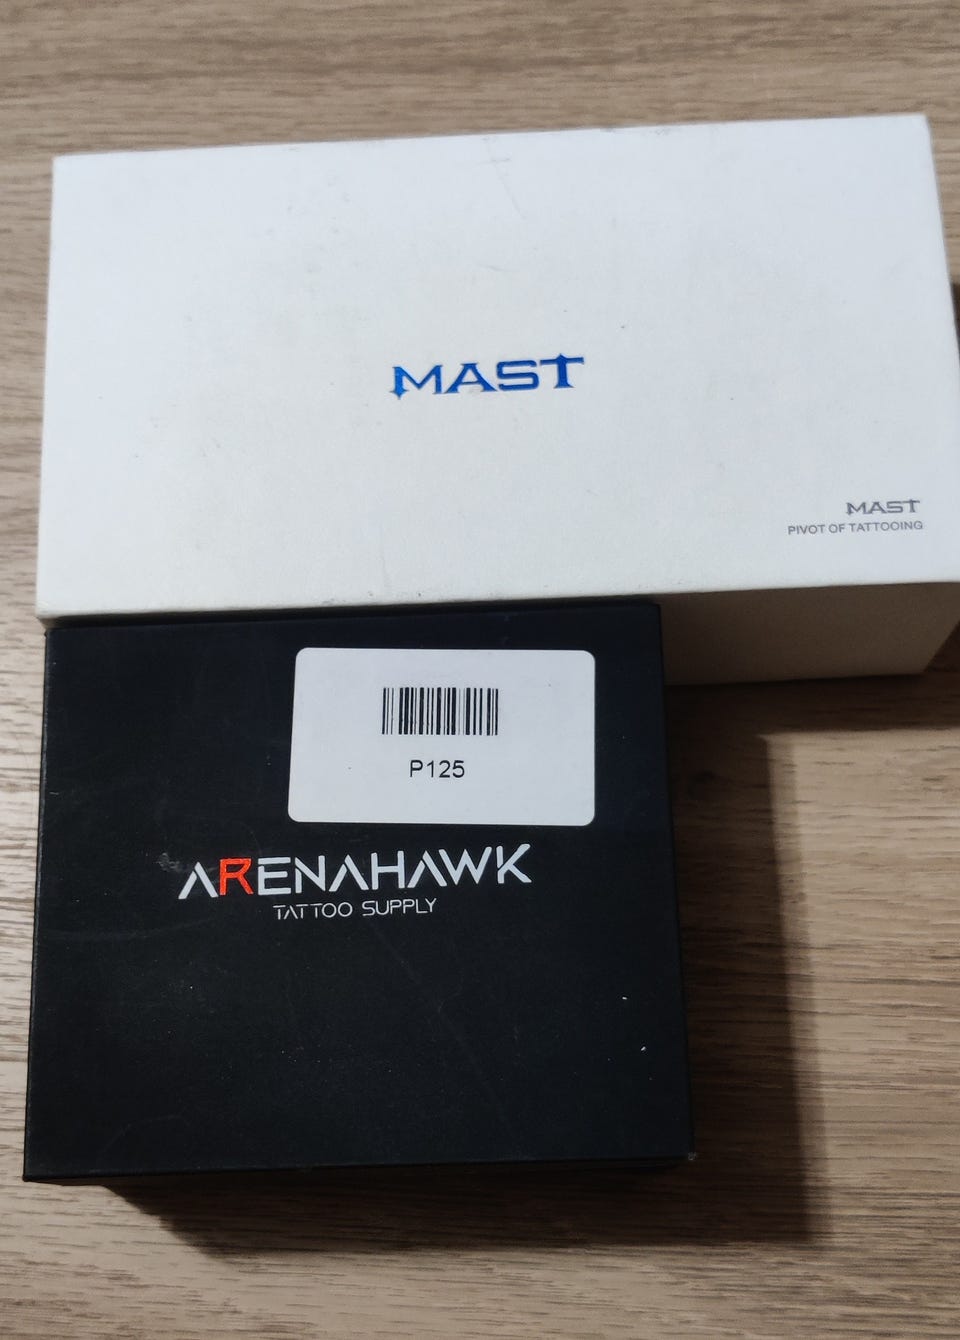 MAST
MAST
PIVOT OF TATTOOING
P125
ARENAHAWK
TATTOO SUPPLY